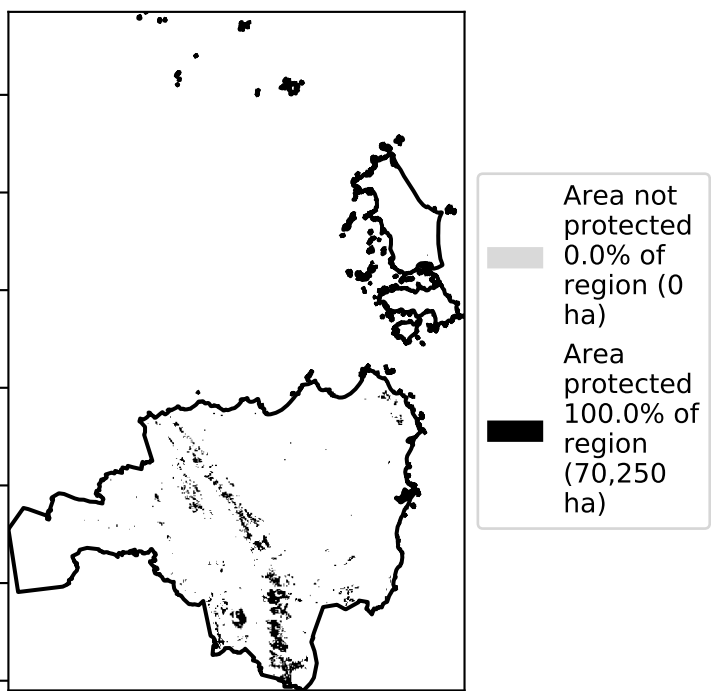 Area not
protected
0.0% of
region (0
ha)
Area
protected
100.0% of
region
(70,250
ha)